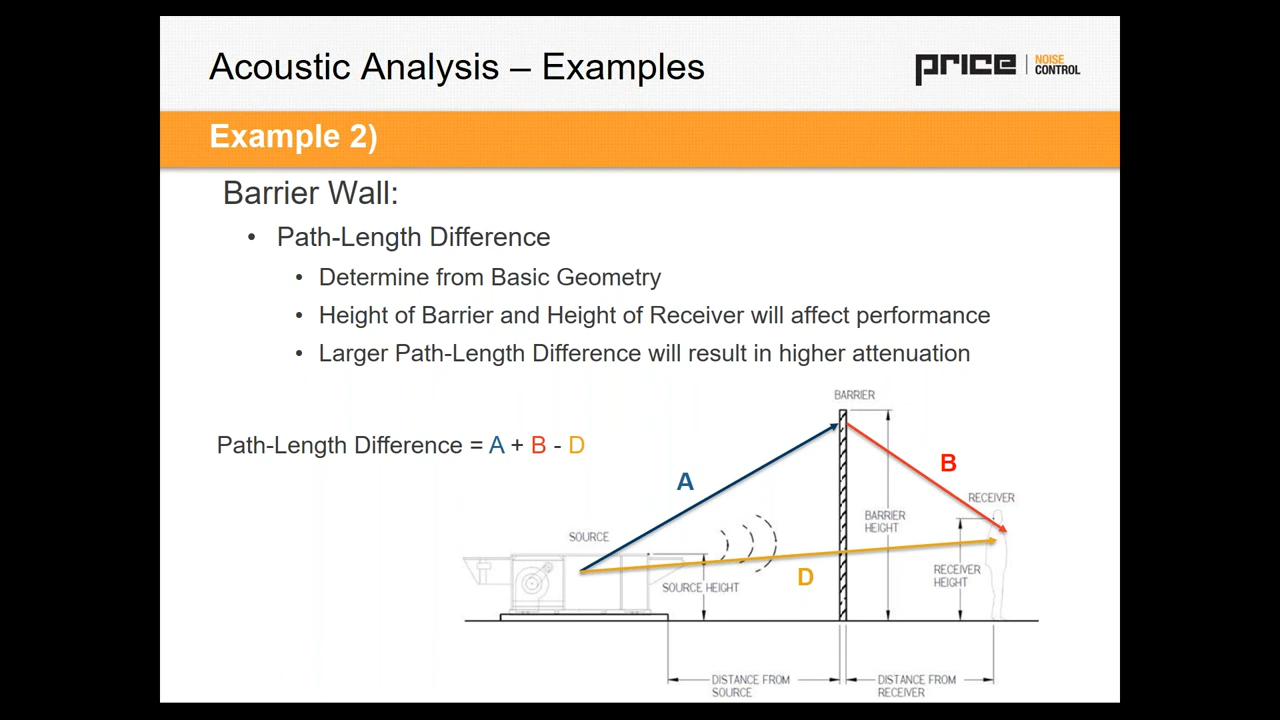 Acoustic Analysis – Examples
PRICE | NOISE CONTROL
Example 2)
Barrier Wall:
• Path-Length Difference
• Determine from Basic Geometry
• Height of Barrier and Height of Receiver will affect performance
• Larger Path-Length Difference will result in higher attenuation
Path-Length Difference = A + B - D
BARRIER
A
B
RECEIVER
BARRIER
HEIGHT
SOURCE
D
SOURCE HEIGHT
RECEIVER
HEIGHT
DISTANCE FROM
SOURCE
DISTANCE FROM
RECEIVER